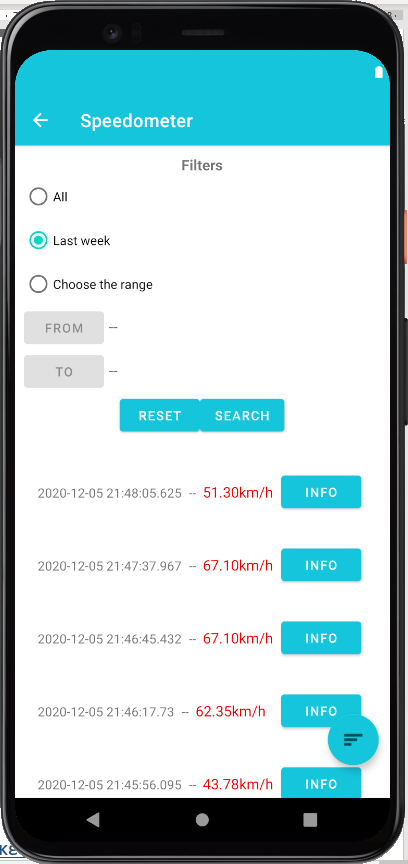 Speedometer
Filters
All
Last week
Choose the range
FROM --
TO --
RESET SEARCH
2020-12-05 21:48:05.625 -- 51.30km/h INFO
2020-12-05 21:47:37.967 -- 67.10km/h INFO
2020-12-05 21:46:45.432 -- 67.10km/h INFO
2020-12-05 21:46:17.73 -- 62.35km/h INFO
2020-12-05 21:45:56.095 -- 43.78km/h INFO